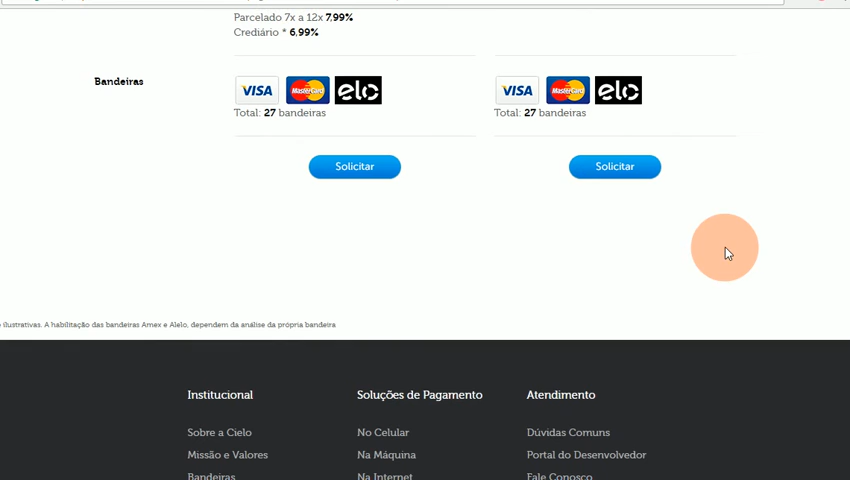 Parcelado 7x a 12x 7,99%
Crediário * 6,99%
Bandeiras
VISA MasterCard elo
VISA MasterCard elo
Total: 27 bandeiras
Total: 27 bandeiras
Solicitar
Solicitar
ilustrativas. A habilitação das bandeiras Amex e Alelo, dependem da análise da própria bandeira
Institucional
Soluções de Pagamento
Atendimento
Sobre a Cielo
No Celular
Dúvidas Comuns
Missão e Valores
Na Máquina
Portal do Desenvolvedor
Bandeiras
Na Internet
Fale Conosco